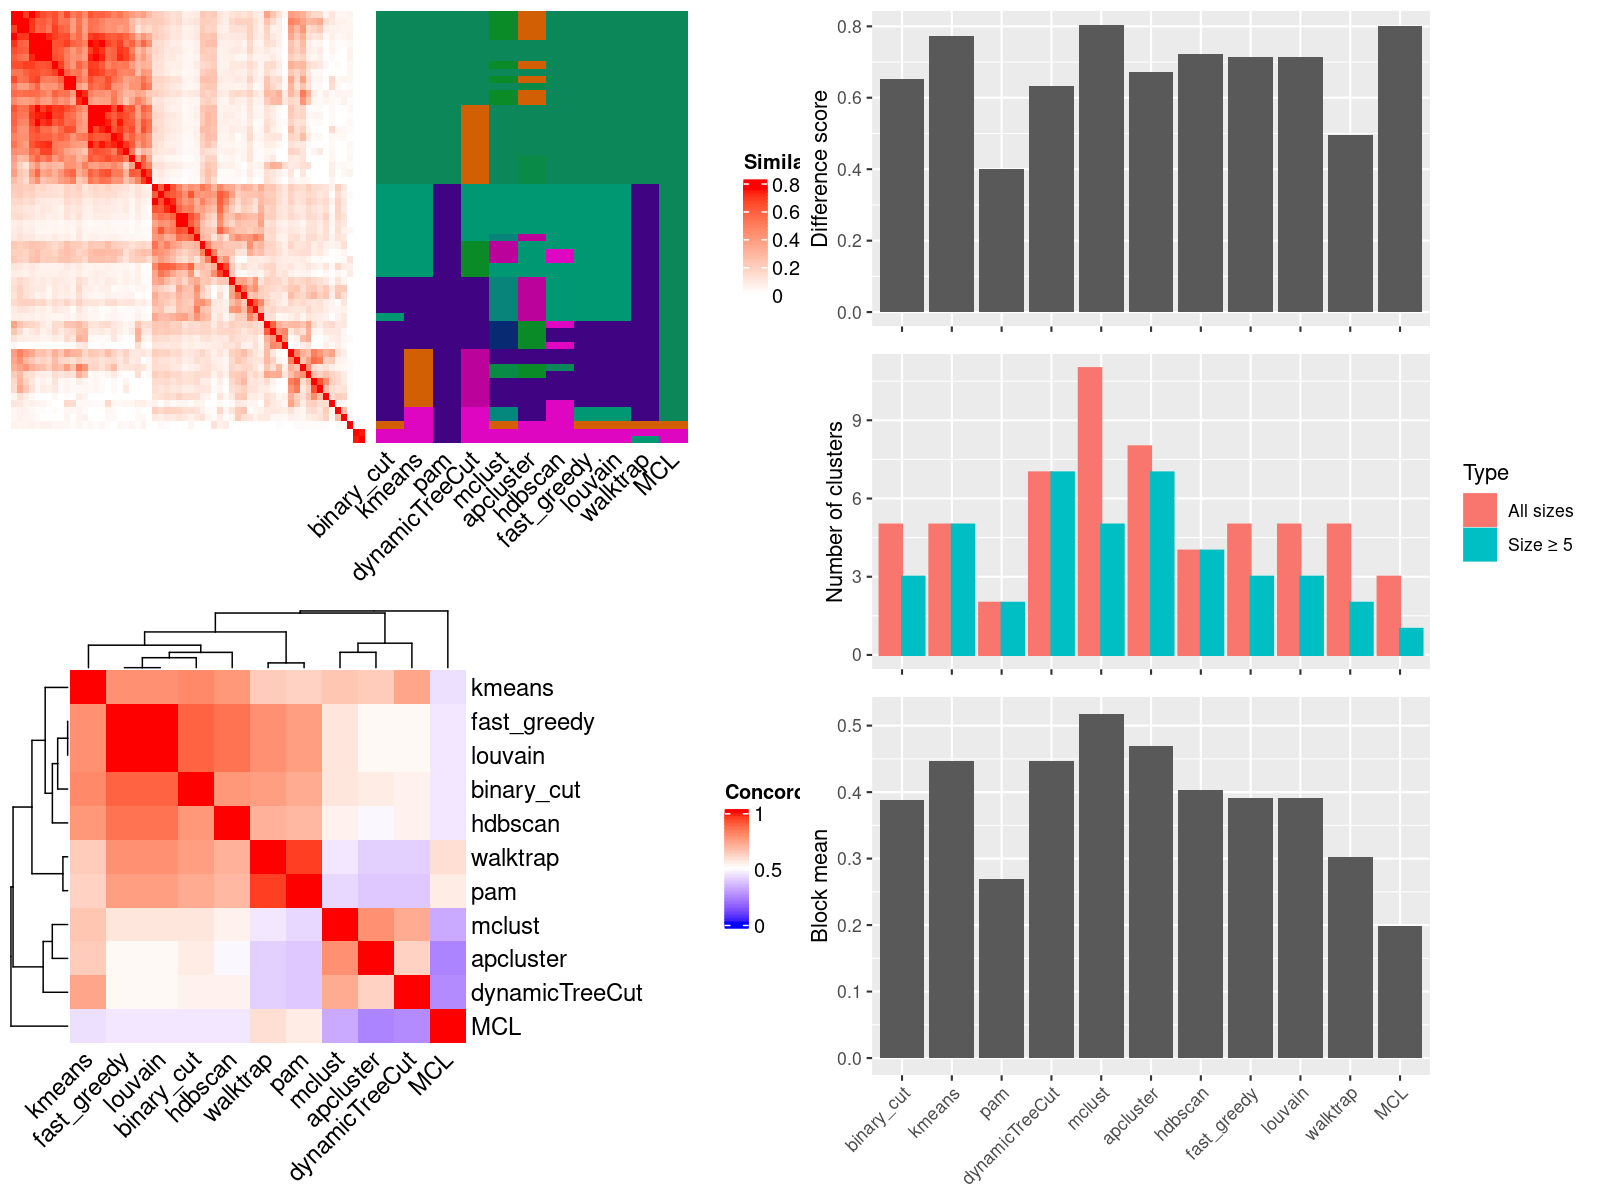 Simila
0.8
0.6
0.4
0.2
0
binary_cut
kmeans
pam
dynamicTreeCut
mclust
apcluster
hdbscan
fast_greedy
louvain
walktrap
MCL
kmeans
fast_greedy
louvain
binary_cut
hdbscan
walktrap
pam
mclust
apcluster
dynamicTreeCut
MCL
kmeans
fast_greedy
louvain
binary_cut
hdbscan
walktrap
pam
mclust
apcluster
dynamicTreeCut
MCL
Concord
1
0.5
0
Difference score
0.8
0.6
0.4
0.2
0.0
Number of clusters
9
6
3
0
Type
All sizes
Size ≥ 5
Block mean
0.5
0.4
0.3
0.2
0.1
0.0
binary_cut
kmeans
pam
dynamicTreeCut
mclust
apcluster
hdbscan
fast_greedy
louvain
walktrap
MCL